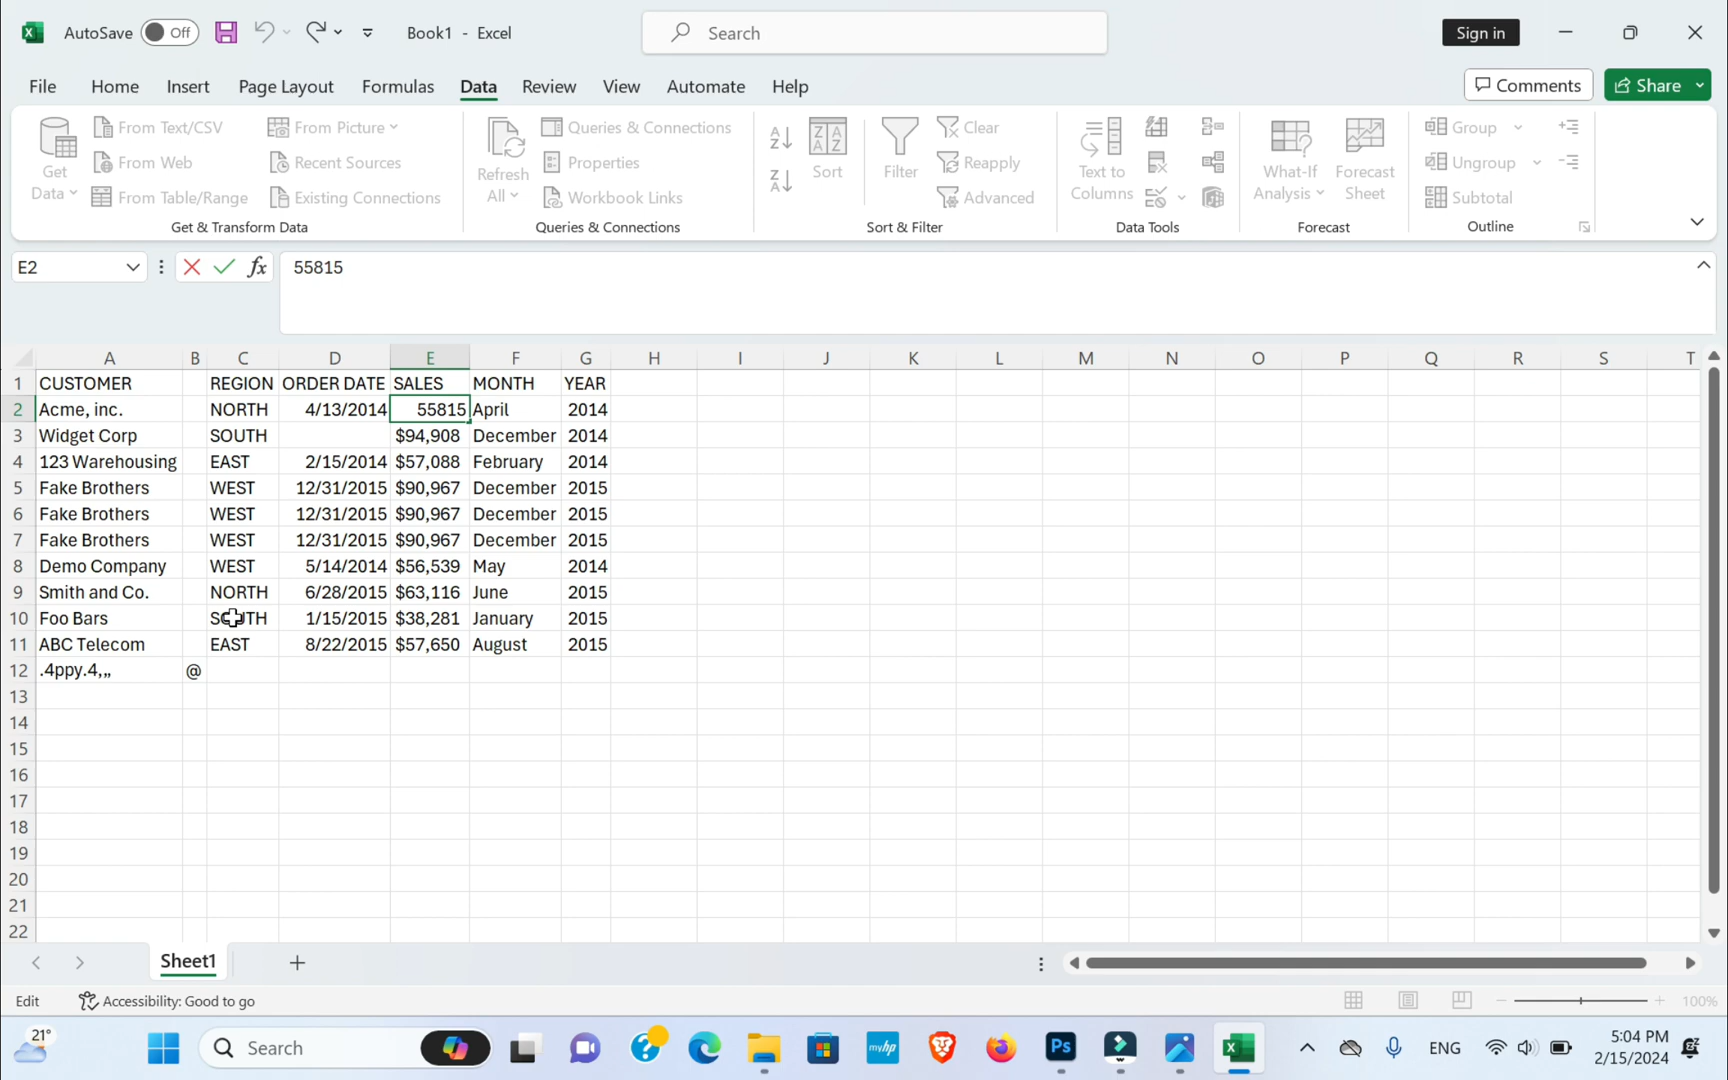 AutoSave Off Book1 - Excel Search Sign in
File Home Insert Page Layout Formulas Data Review View Automate Help Comments Share
Get Data From Text/CSV From Web From Table/Range From Picture Recent Sources Existing Connections
Refresh All Queries & Connections Properties Workbook Links
Sort Filter Clear Reapply Advanced
Text to Columns What-If Analysis Forecast Sheet Group Ungroup Subtotal
Get & Transform Data Queries & Connections Sort & Filter Data Tools Forecast Outline
E2 fx 55815
A B C D E F G H I J K L M N O P Q R S T
1 CUSTOMER REGION ORDER DATE SALES MONTH YEAR
2 Acme, inc. NORTH 4/13/2014 55815 April 2014
3 Widget Corp SOUTH $94,908 December 2014
4 123 Warehousing EAST 2/15/2014 $57,088 February 2014
5 Fake Brothers WEST 12/31/2015 $90,967 December 2015
6 Fake Brothers WEST 12/31/2015 $90,967 December 2015
7 Fake Brothers WEST 12/31/2015 $90,967 December 2015
8 Demo Company WEST 5/14/2014 $56,539 May 2014
9 Smith and Co. NORTH 6/28/2015 $63,116 June 2015
10 Foo Bars SOUTH 1/15/2015 $38,281 January 2015
11 ABC Telecom EAST 8/22/2015 $57,650 August 2015
12 .4ppy.4,,, @
13
14
15
16
17
18
19
20
21
22
Sheet1
Edit Accessibility: Good to go 100%
21° Search myhp Ps ENG 5:04 PM
2/15/2024